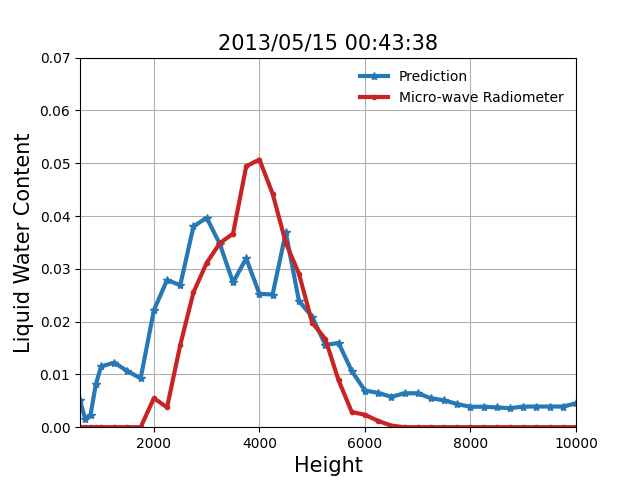 2013/05/15 00:43:38
0.07
0.06
0.05
0.04
0.03
0.02
0.01
0.00
Liquid Water Content
Prediction
Micro-wave Radiometer
2000 4000 6000 8000 10000
Height